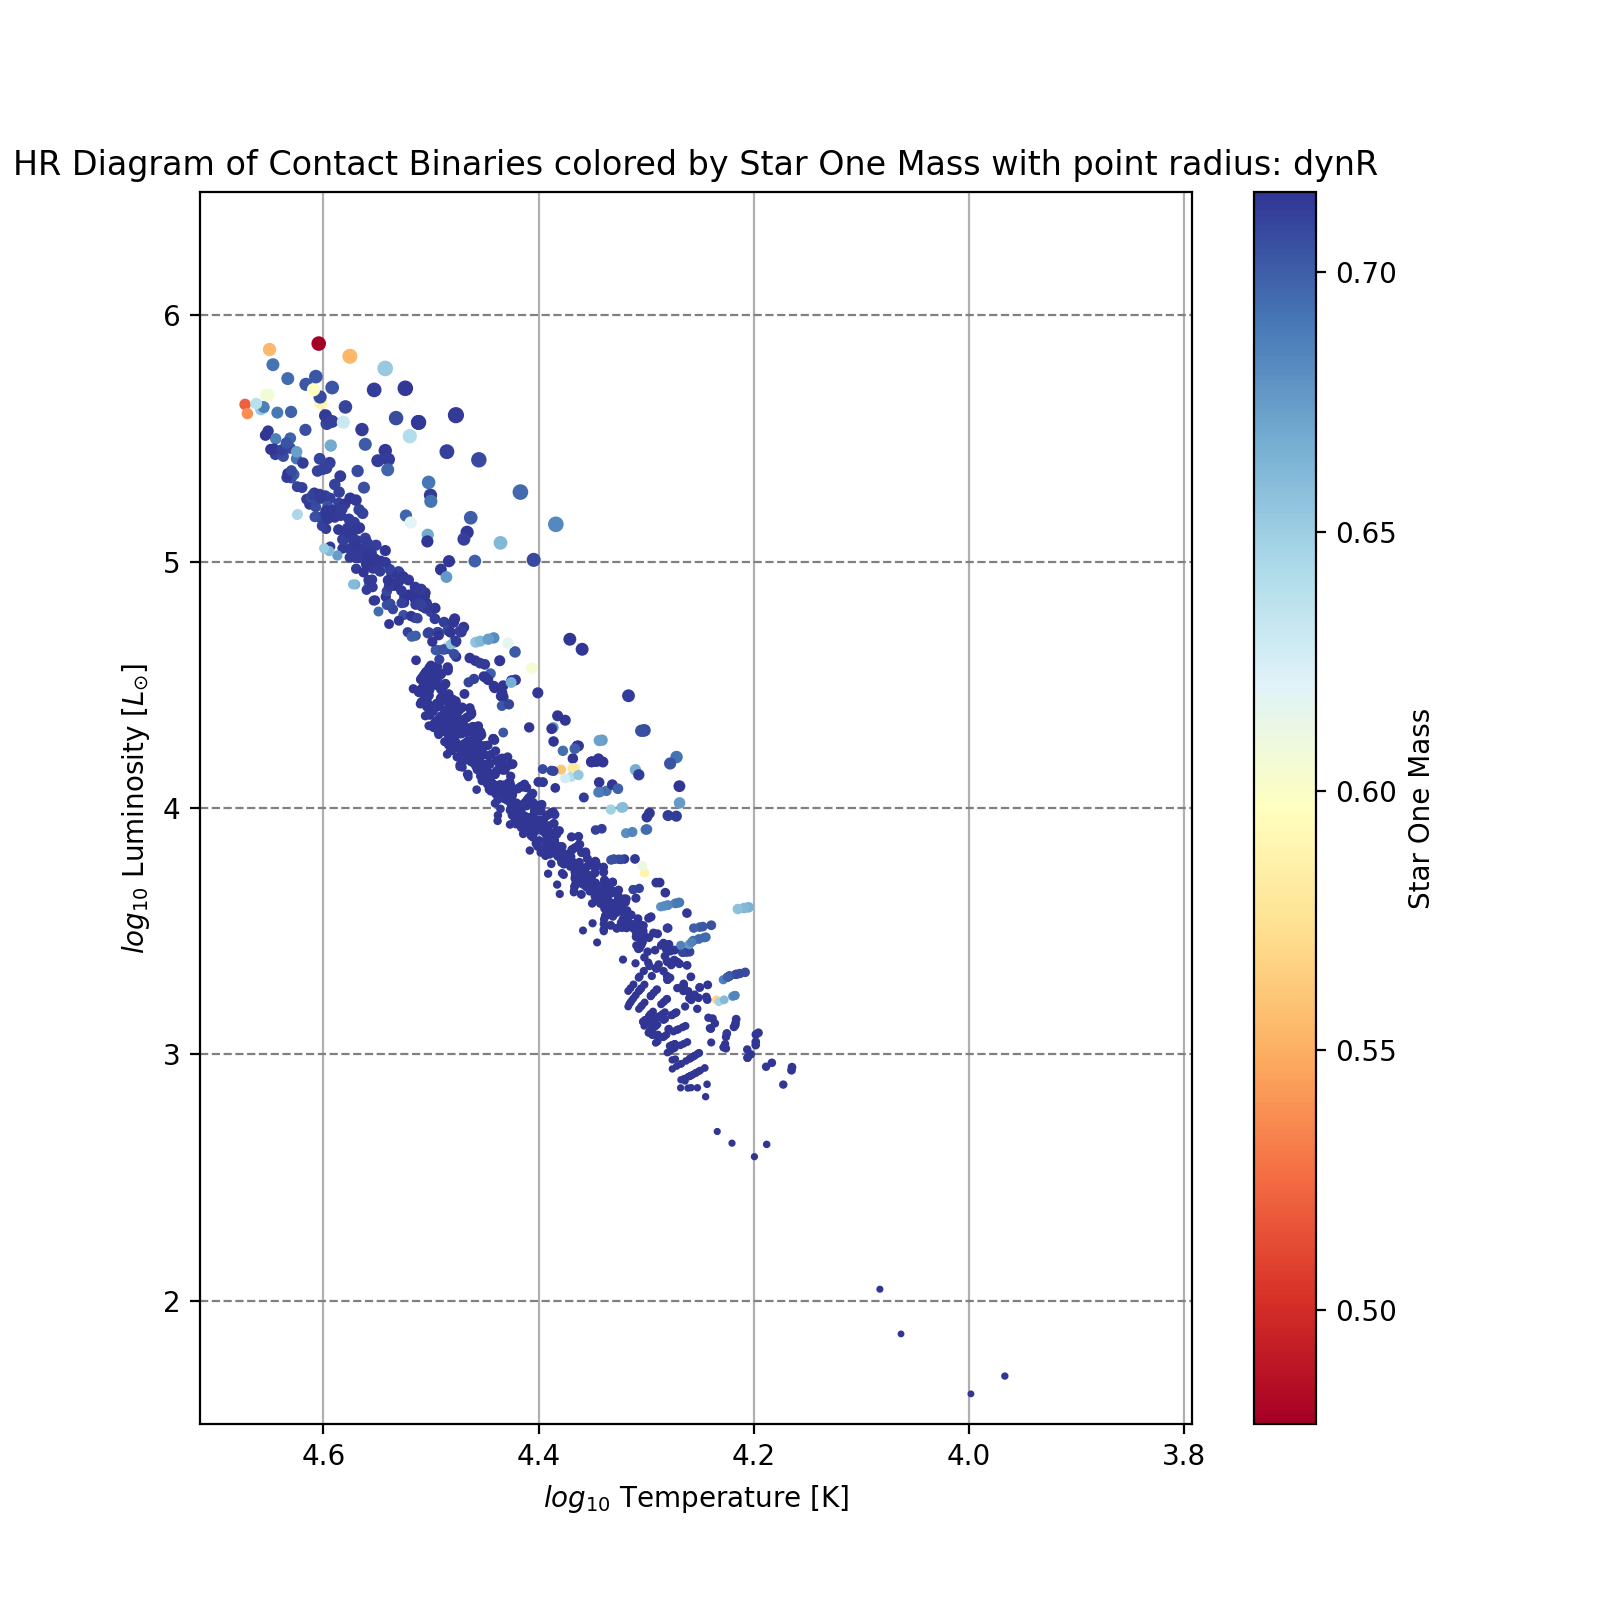 HR Diagram of Contact Binaries colored by Star One Mass with point radius: dynR
6
5
4
3
2
log₁₀ Luminosity [L⊙]
4.6 4.4 4.2 4.0 3.8
log₁₀ Temperature [K]
0.70
0.65
0.60
0.55
0.50
Star One Mass